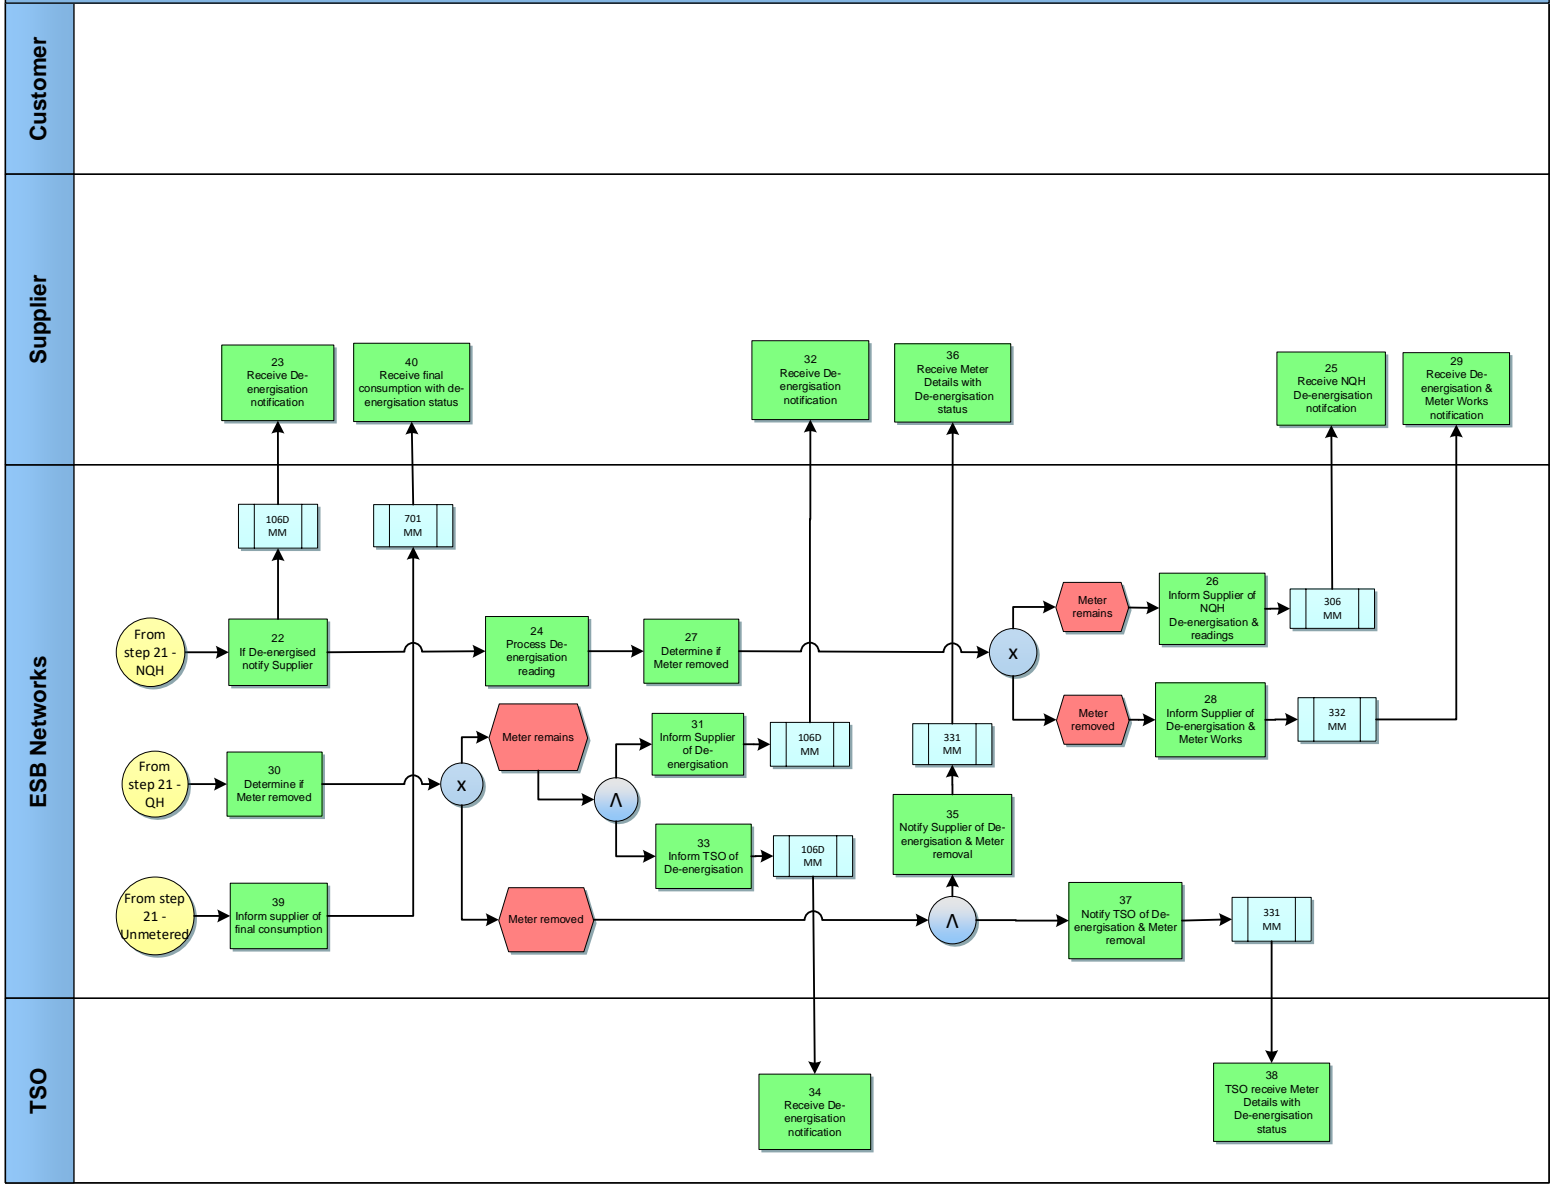 Customer
Supplier
23
Receive De-
energisation
notification
40
Receive final
consumption with de-
energisation status
32
Receive De-
energisation
notification
36
Receive Meter
Details with
De-energisation
status
25
Receive NQH
De-energisation
notifcation
29
Receive De-
energisation &
Meter Works
notification
ESB Networks
106D
MM
701
MM
From
step 21 -
NQH
22
If De-energised
notify Supplier
24
Process De-
energisation
reading
27
Determine if
Meter removed
x
Meter
remains
26
Inform Supplier of
NQH
De-energisation &
readings
306
MM
Meter
removed
28
Inform Supplier of
De-energisation &
Meter Works
332
MM
From
step 21 -
QH
30
Determine if
Meter removed
x
Meter remains
Λ
31
Inform Supplier
of De-
energisation
106D
MM
33
Inform TSO of
De-energisation
106D
MM
331
MM
35
Notify Supplier of De-
energisation & Meter
removal
From step
21 -
Unmetered
39
Inform supplier of
final consumption
Meter removed
Λ
37
Notify TSO of De-
energisation & Meter
removal
331
MM
TSO
34
Receive De-
energisation
notification
38
TSO receive Meter
Details with
De-energisation
status